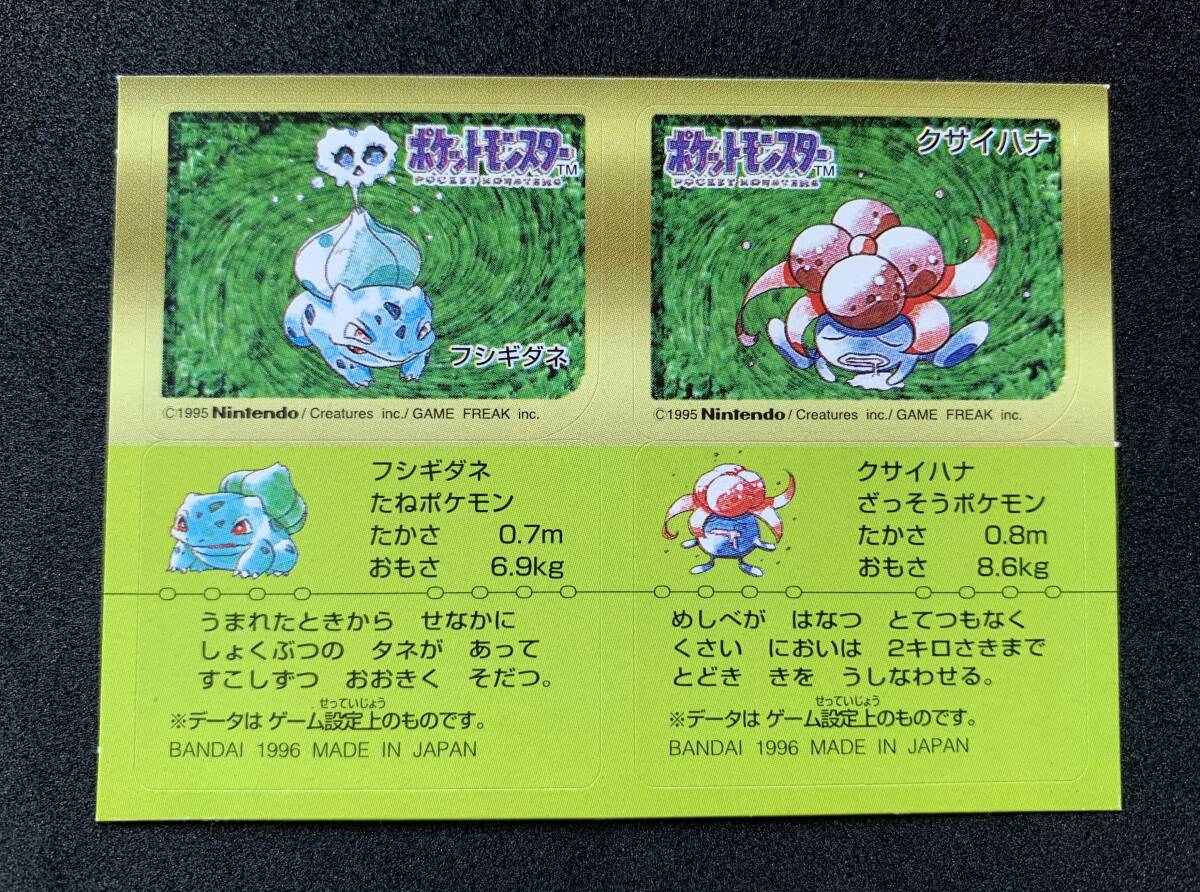 ポケットモンスター TM
POCKET MONSTERS
フシギダネ
©1995 Nintendo/Creatures inc./GAME FREAK inc.
フシギダネ
たねポケモン
たかさ 0.7m
おもさ 6.9kg
うまれたときから せなかに
しょくぶつの タネが あって
すこしずつ おおきく そだつ。
せっていじょう
※データは ゲーム設定上のものです。
BANDAI 1996 MADE IN JAPAN
ポケットモンスター TM
POCKET MONSTERS
クサイハナ
©1995 Nintendo/Creatures inc./GAME FREAK inc.
クサイハナ
ざっそうポケモン
たかさ 0.8m
おもさ 8.6kg
めしべが はなつ とてつもなく
くさい においは 2キロさきまで
とどき きを うしなわせる。
せっていじょう
※データは ゲーム設定上のものです。
BANDAI 1996 MADE IN JAPAN